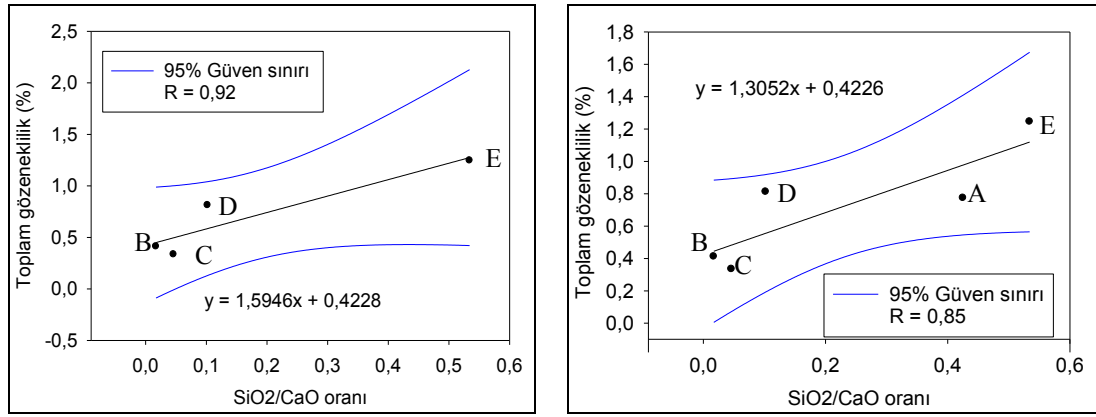 2,5
2,0
1,5
1,0
0,5
0,0
-0,5
Toplam gözeneklilik (%)
95% Güven sınırı
R = 0,92
B
C
D
E
y = 1,5946x + 0,4228
0,0 0,1 0,2 0,3 0,4 0,5 0,6
SiO2/CaO oranı
1,8
1,6
1,4
1,2
1,0
0,8
0,6
0,4
0,2
0,0
Toplam gözeneklilik (%)
y = 1,3052x + 0,4226
E
D
A
B
C
95% Güven sınırı
R = 0,85
0,0 0,2 0,4 0,6
SiO2/CaO oranı